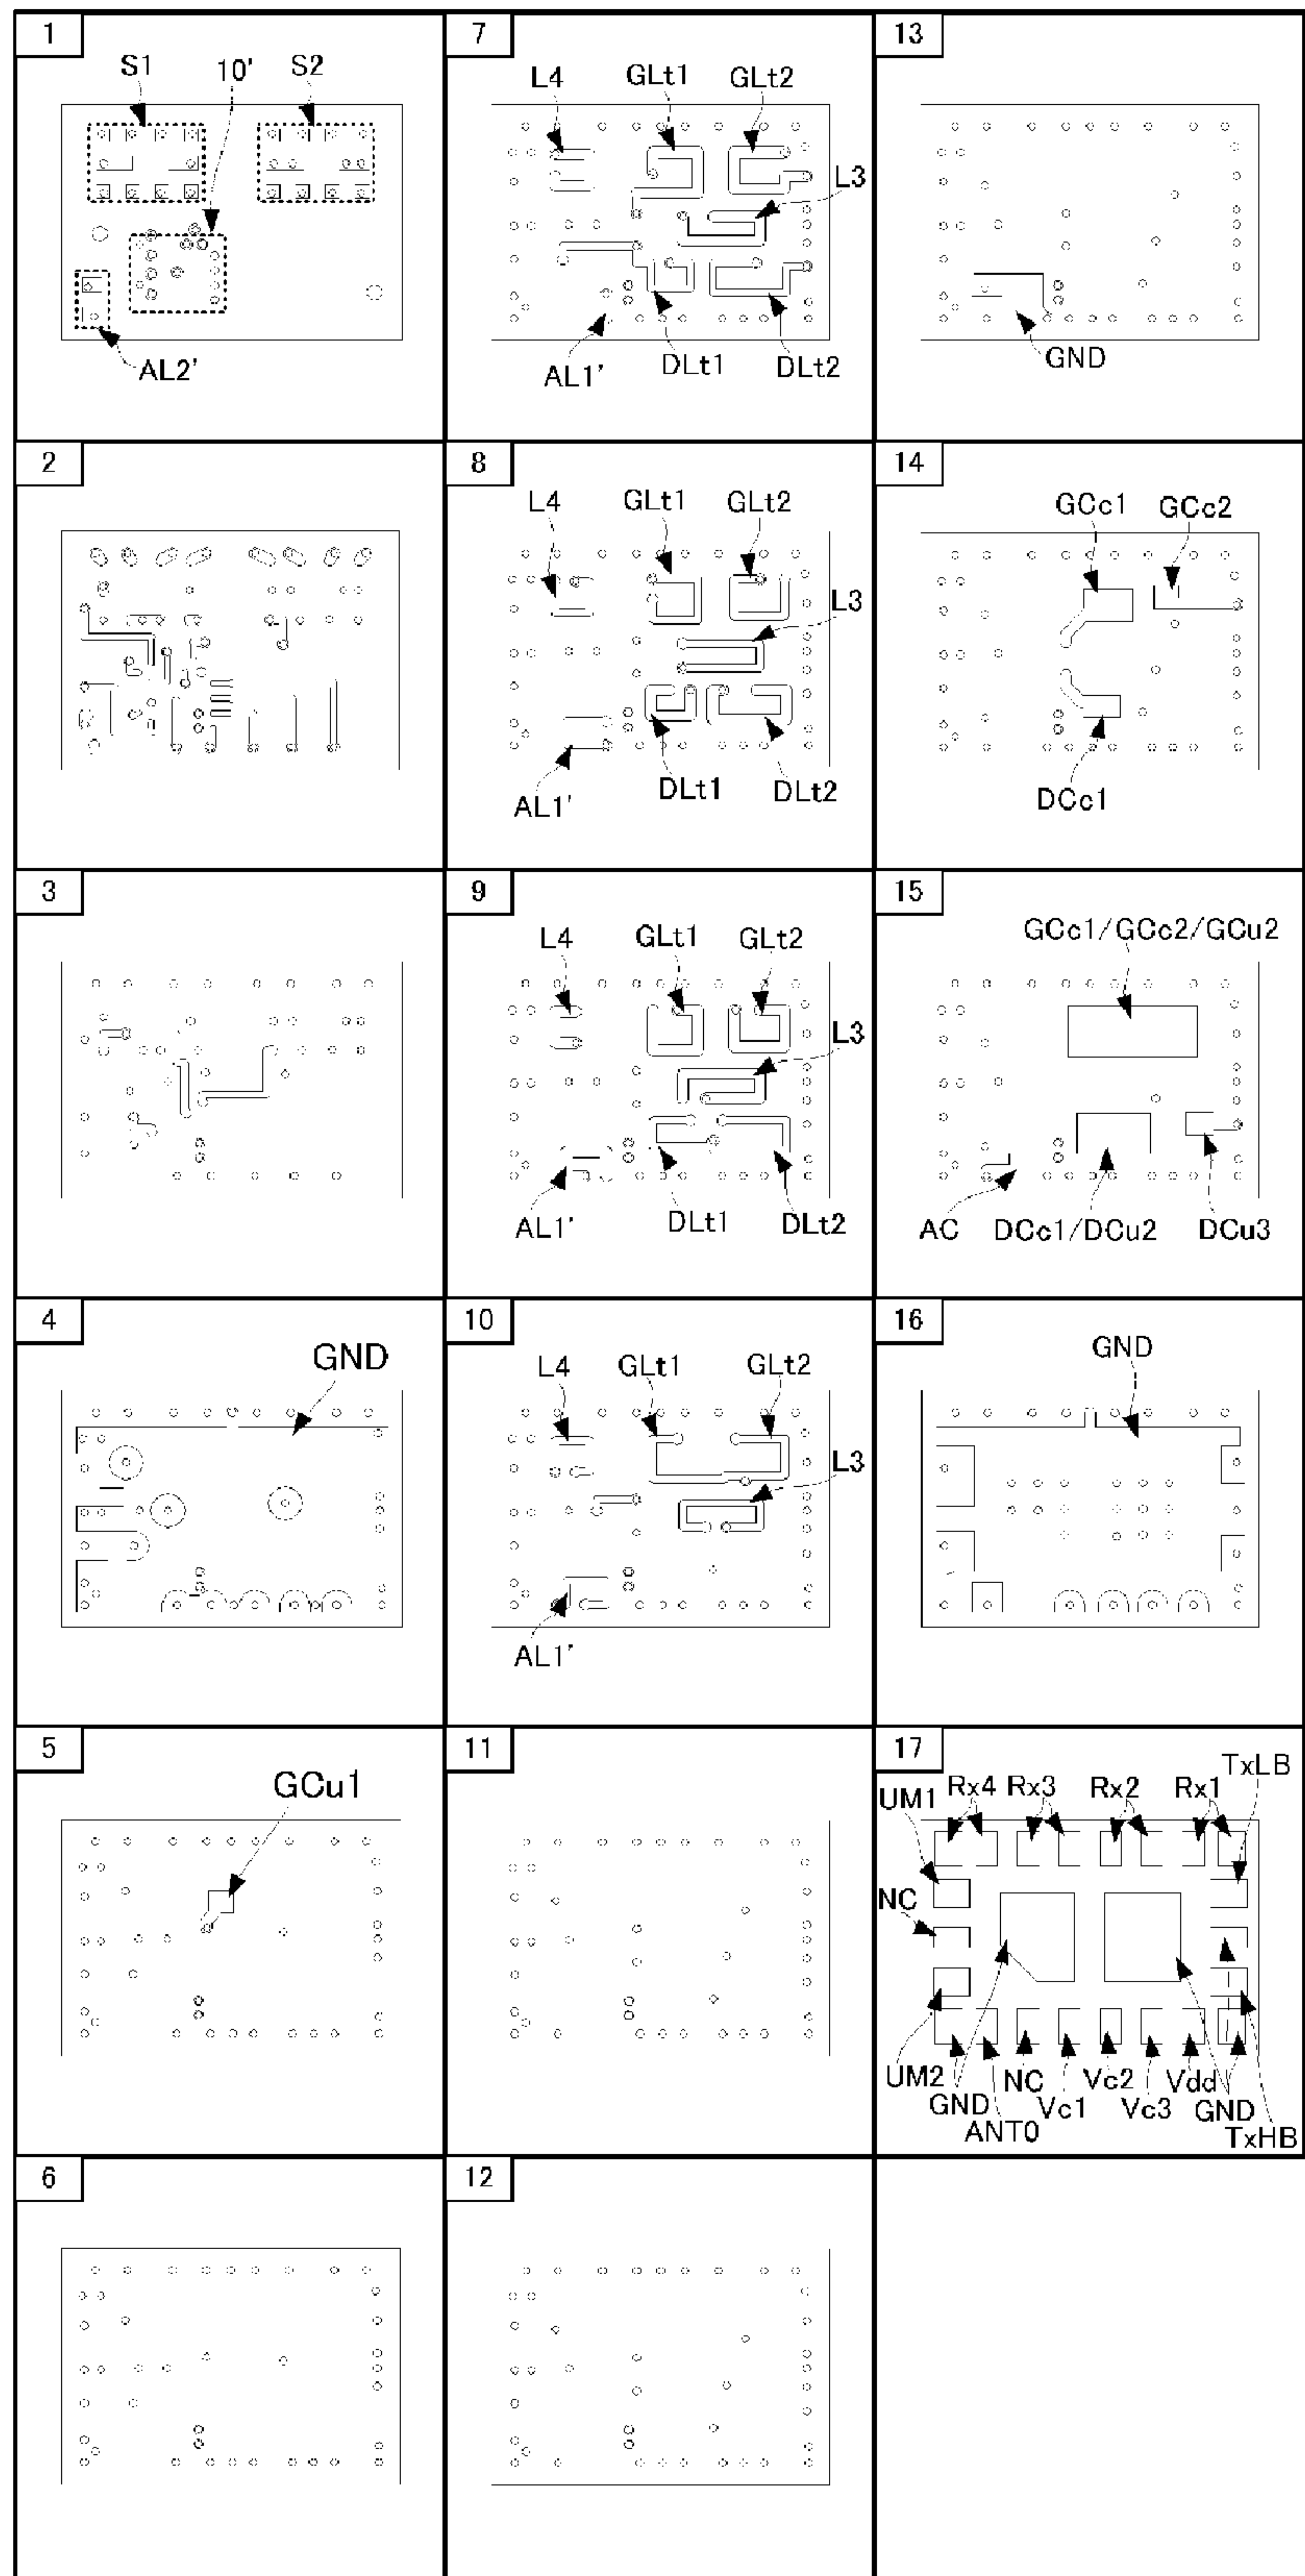 1
S1 10' S2
AL2'
2
3
4
GND
5
GCu1
6
7
L4 GLt1 GLt2
L3
AL1' DLt1 DLt2
8
L4 GLt1 GLt2
L3
AL1' DLt1 DLt2
9
L4 GLt1 GLt2
L3
AL1' DLt1 DLt2
10
L4 GLt1 GLt2
L3
AL1'
11
12
13
GND
14
GCc1 GCc2
DCc1
15
GCc1/GCc2/GCu2
AC DCc1/DCu2 DCu3
16
GND
17
TxLB
UM1 Rx4 Rx3 Rx2 Rx1
NC
UM2 NC Vc2 Vdd
GND Vc1 Vc3 GND
ANT0 TxHB